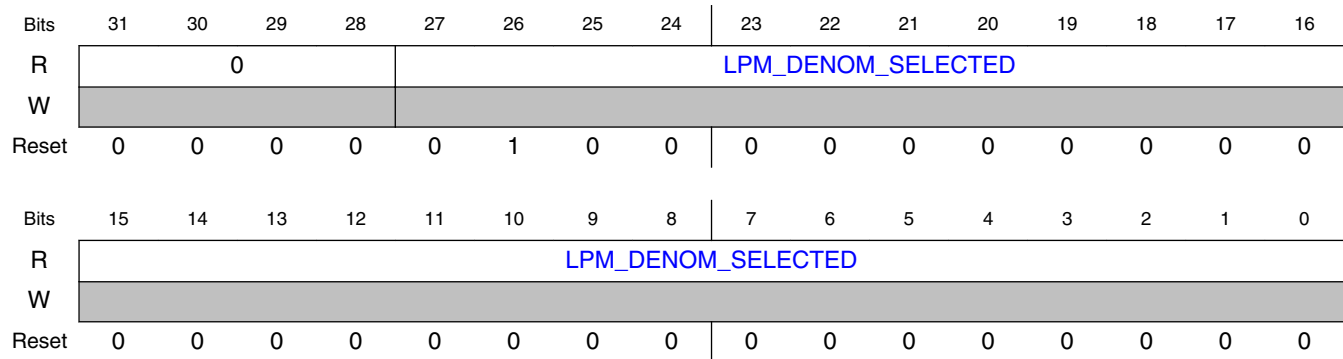 Bits 31 30 29 28 27 26 25 24 23 22 21 20 19 18 17 16
R 0 LPM_DENOM_SELECTED
W
Reset 0 0 0 0 0 1 0 0 0 0 0 0 0 0 0 0
Bits 15 14 13 12 11 10 9 8 7 6 5 4 3 2 1 0
R LPM_DENOM_SELECTED
W
Reset 0 0 0 0 0 0 0 0 0 0 0 0 0 0 0 0